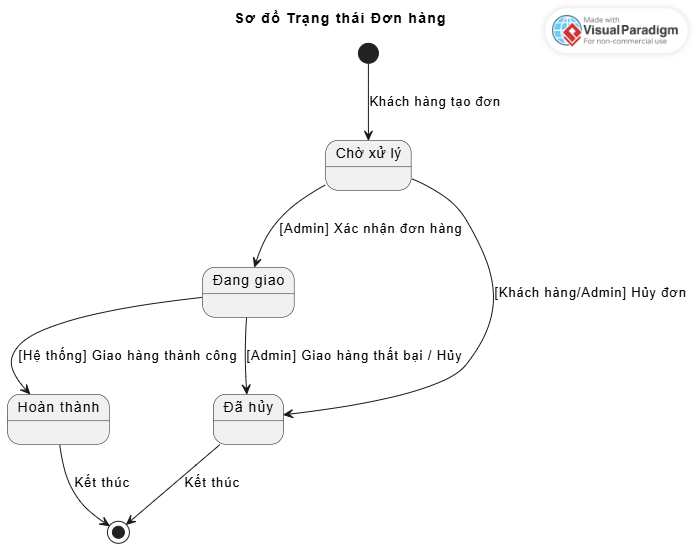 Sơ đồ Trạng thái Đơn hàng
Made with
VisualParadigm
For non-commercial use
Khách hàng tạo đơn
Chờ xử lý
[Admin] Xác nhận đơn hàng
Đang giao
[Khách hàng/Admin] Hủy đơn
[Hệ thống] Giao hàng thành công
[Admin] Giao hàng thất bại / Hủy
Hoàn thành
Đã hủy
Kết thúc
Kết thúc